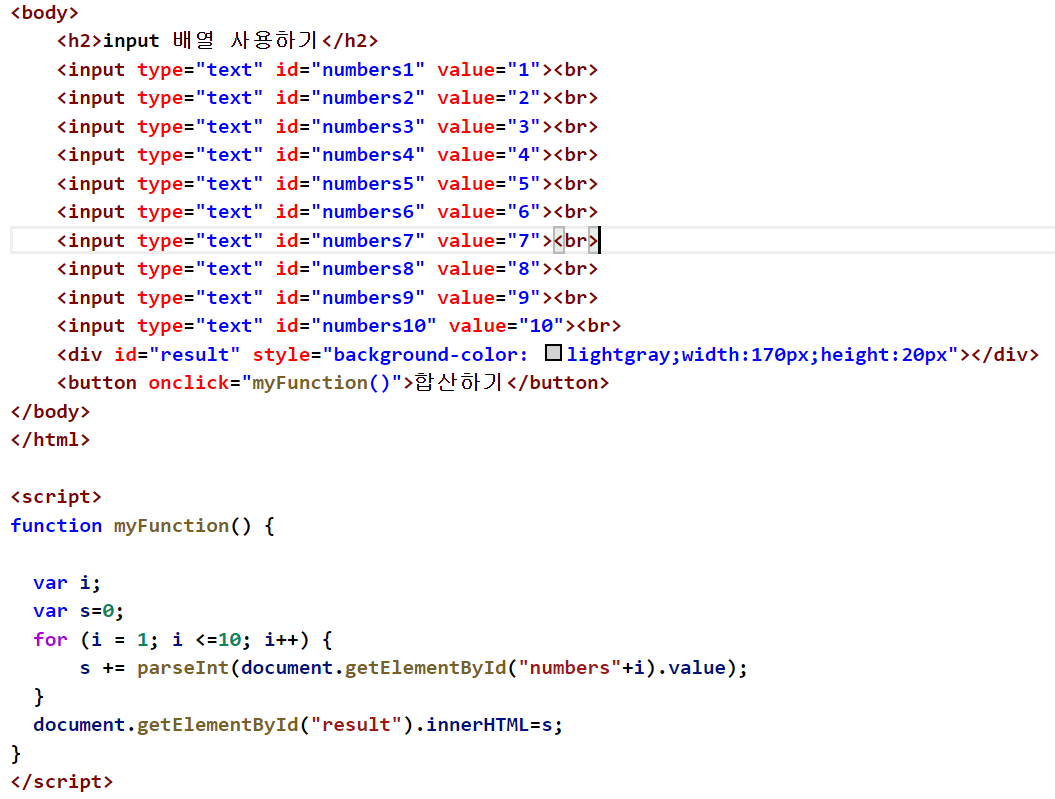 <body>
    <h2>input 배열 사용하기</h2>
    <input type="text" id="numbers1" value="1"><br>
    <input type="text" id="numbers2" value="2"><br>
    <input type="text" id="numbers3" value="3"><br>
    <input type="text" id="numbers4" value="4"><br>
    <input type="text" id="numbers5" value="5"><br>
    <input type="text" id="numbers6" value="6"><br>
    <input type="text" id="numbers7" value="7"><br>
    <input type="text" id="numbers8" value="8"><br>
    <input type="text" id="numbers9" value="9"><br>
    <input type="text" id="numbers10" value="10"><br>
    <div id="result" style="background-color: lightgray;width:170px;height:20px"></div>
    <button onclick="myFunction()">합산하기</button>
</body>
</html>

<script>
function myFunction() {

  var i;
  var s=0;
  for (i = 1; i <=10; i++) {
      s += parseInt(document.getElementById("numbers"+i).value);
  }
  document.getElementById("result").innerHTML=s;
}
</script>